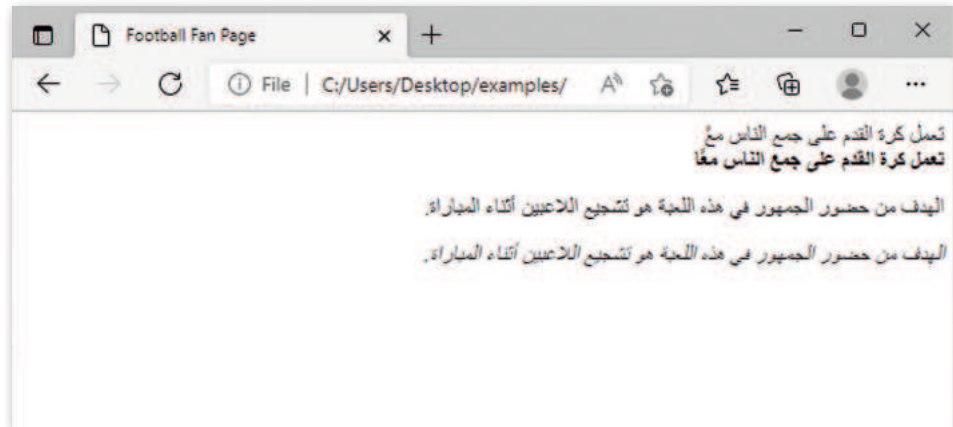 Football Fan Page
File | C:/Users/Desktop/examples/
تعمل كرة القدم على جمع الناس معً
تعمل كرة القدم على جمع الناس معًا
الهدف من حضور الجمهور في هذه اللعبة هو تشجيع اللاعبين أثناء المباراة.
الهدف من حضور الجمهور في هذه اللعبة هو تشجيع اللاعبين أثناء المباراة.